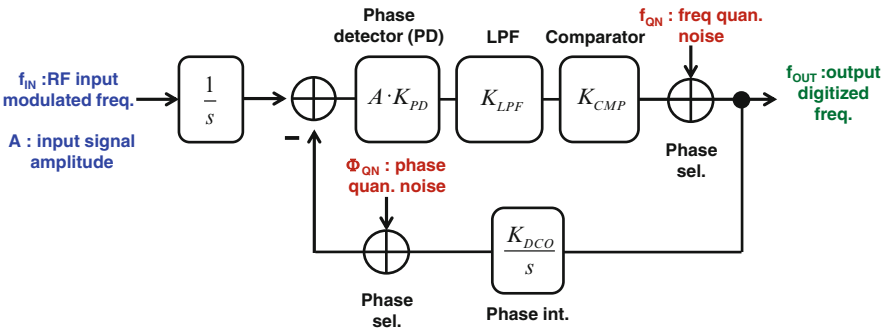 Phase
detector (PD)
LPF
Comparator
f_QN : freq quan.
noise
f_IN :RF input
modulated freq.
A : input signal
amplitude
1
s
A · K_PD
K_LPF
K_CMP
f_OUT :output
digitized
freq.
Phase
sel.
–
Φ_QN : phase
quan. noise
K_DCO
s
Phase
sel.
Phase int.